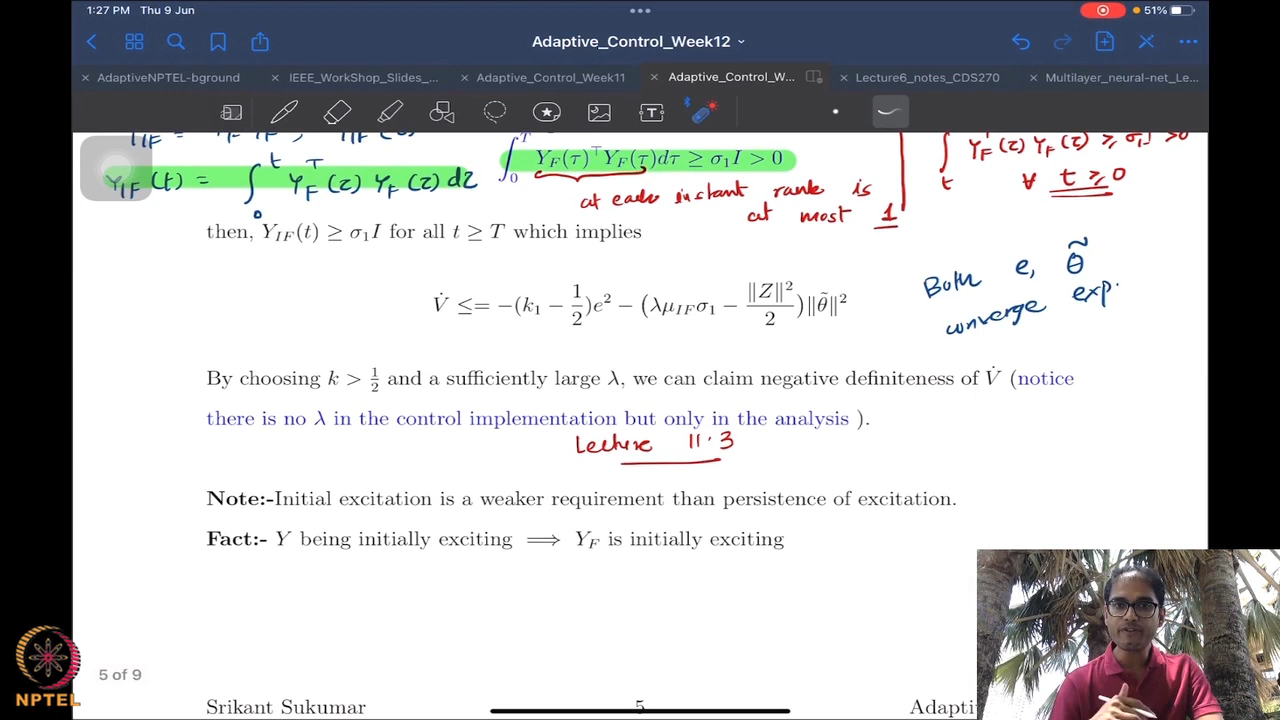 1:27 PM Thu 9 Jun
51%
Adaptive_Control_Week12
AdaptiveNPTEL-bground
IEEE_WorkShop_Slides_...
Adaptive_Control_Week11
Adaptive_Control_W...
Lecture6_notes_CDS270
Multilayer_neural-net_Le...
Y_IF(t) = ∫_0^t Y_F^T(τ) Y_F(τ) dτ
∫_0^T Y_F(τ)^⊤ Y_F(τ)dτ ≥ σ_1 I > 0
at each instant rank is
at most 1
Y_F(τ) Y_F(τ) ≥ σ_1 I > 0
∀ t ≥ 0
then, Y_IF(t) ≥ σ_1 I for all t ≥ T which implies
V̇ ≤= −(k_1 − 1/2)e^2 − (λμ_IF σ_1 − ‖Z‖^2/2)‖θ̃‖^2
Both e, θ̃
converge exp.
By choosing k > 1/2 and a sufficiently large λ, we can claim negative definiteness of V̇ (notice
there is no λ in the control implementation but only in the analysis ).
Lecture 11.3
Note:-Initial excitation is a weaker requirement than persistence of excitation.
Fact:- Y being initially exciting ⟹ Y_F is initially exciting
5 of 9
NPTEL
Srikant Sukumar
5